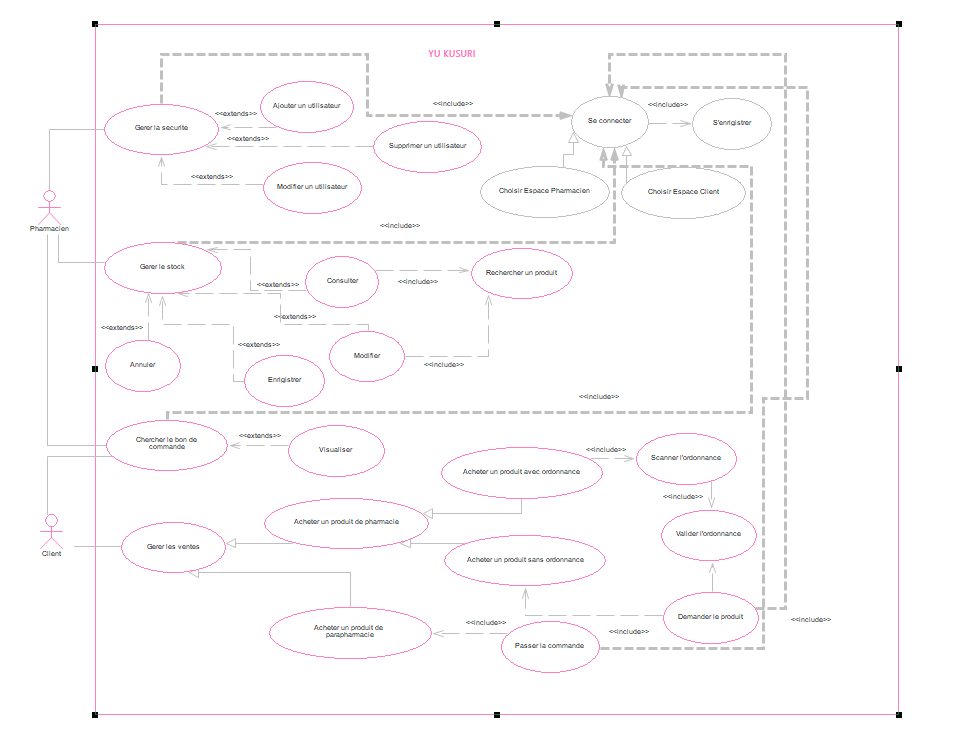 YU KUSURI
Ajouter un utilisateur
<<include>>
<<include>>
<<extends>>
Se connecter
S'enrigistrer
Gerer la securite
<<extends>>
Supprimer un utilisateur
<<extends>>
Modifier un utilisateur
Choisir Espace Pharmacien
Choisir Espace Client
Pharmacien
<<include>>
Gerer le stock
Rechercher un produit
Consulter
<<include>>
<<extends>>
<<extends>>
<<extends>>
<<extends>>
Modifier
<<include>>
Annuler
Enrigistrer
<<include>>
Chercher le bon de
commande
<<extends>>
Visualiser
<<include>>
Scanner l'ordonnance
Acheter un produit avec ordonnance
<<include>>
Acheter un produit de pharmacie
Valider l'ordonnance
Client
Gerer les ventes
Acheter un produit sans ordonnance
Demander le produit
<<include>>
<<include>>
Acheter un produit de
parapharmacie
<<include>>
Passer la commande